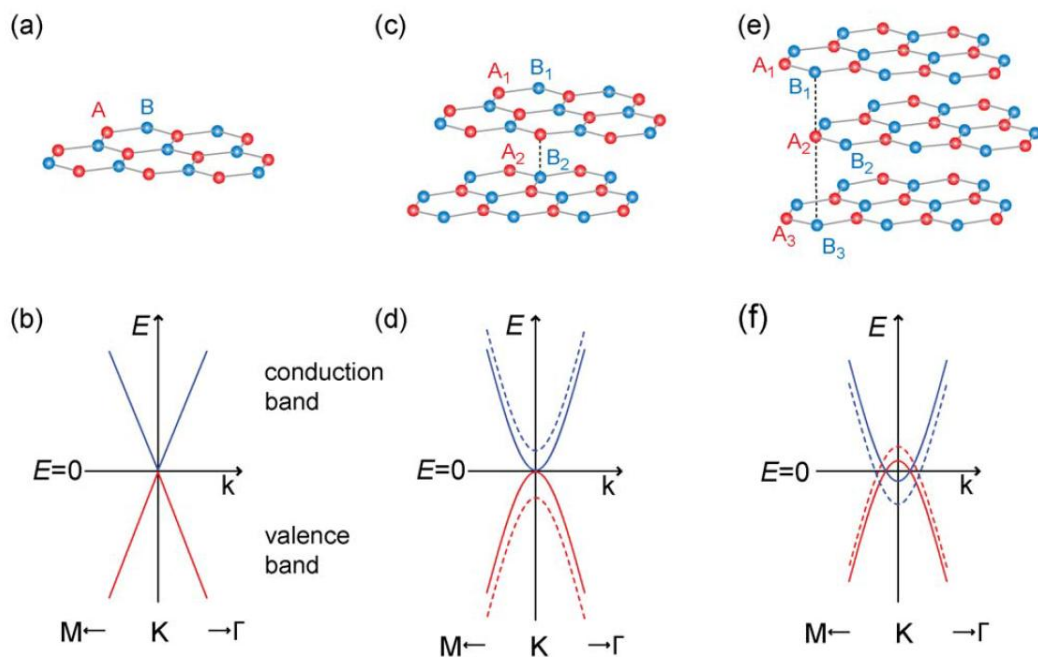 (a)
(c)
(e)
A
B
A₁
B₁
A₂
B₂
A₁
B₁
A₂
B₂
A₃
B₃
(b)
(d)
(f)
E
E=0
k
conduction
band
valence
band
M←
K
→Γ
E
E=0
k
M←
K
→Γ
E
E=0
k
M←
K
→Γ